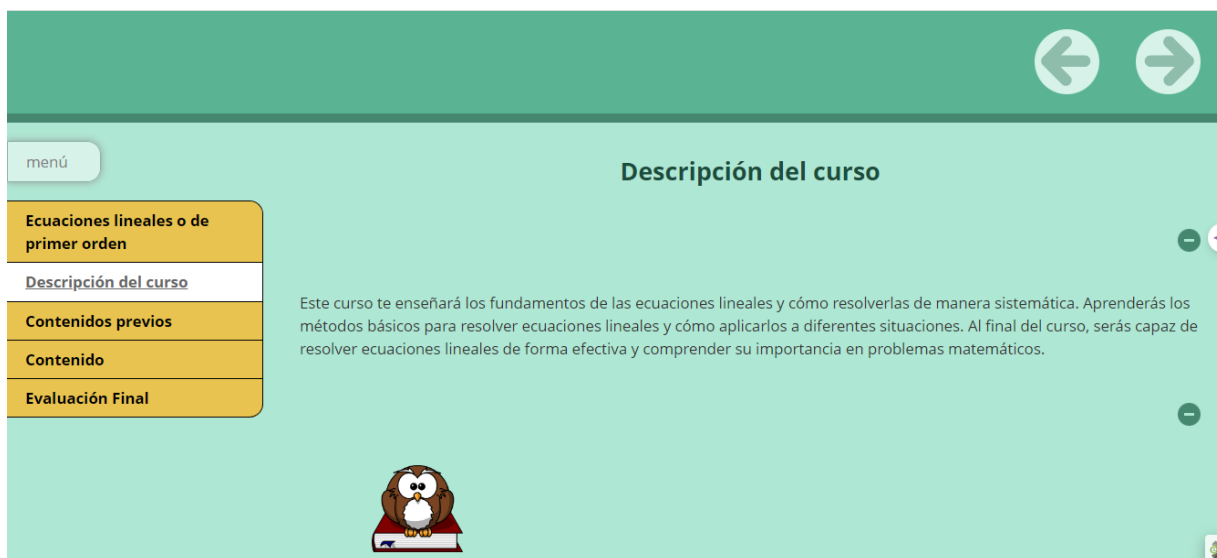 menú
Descripción del curso
Ecuaciones lineales o de
primer orden
Descripción del curso
Contenidos previos
Contenido
Evaluación Final
Este curso te enseñará los fundamentos de las ecuaciones lineales y cómo resolverlas de manera sistemática. Aprenderás los
métodos básicos para resolver ecuaciones lineales y cómo aplicarlos a diferentes situaciones. Al final del curso, serás capaz de
resolver ecuaciones lineales de forma efectiva y comprender su importancia en problemas matemáticos.